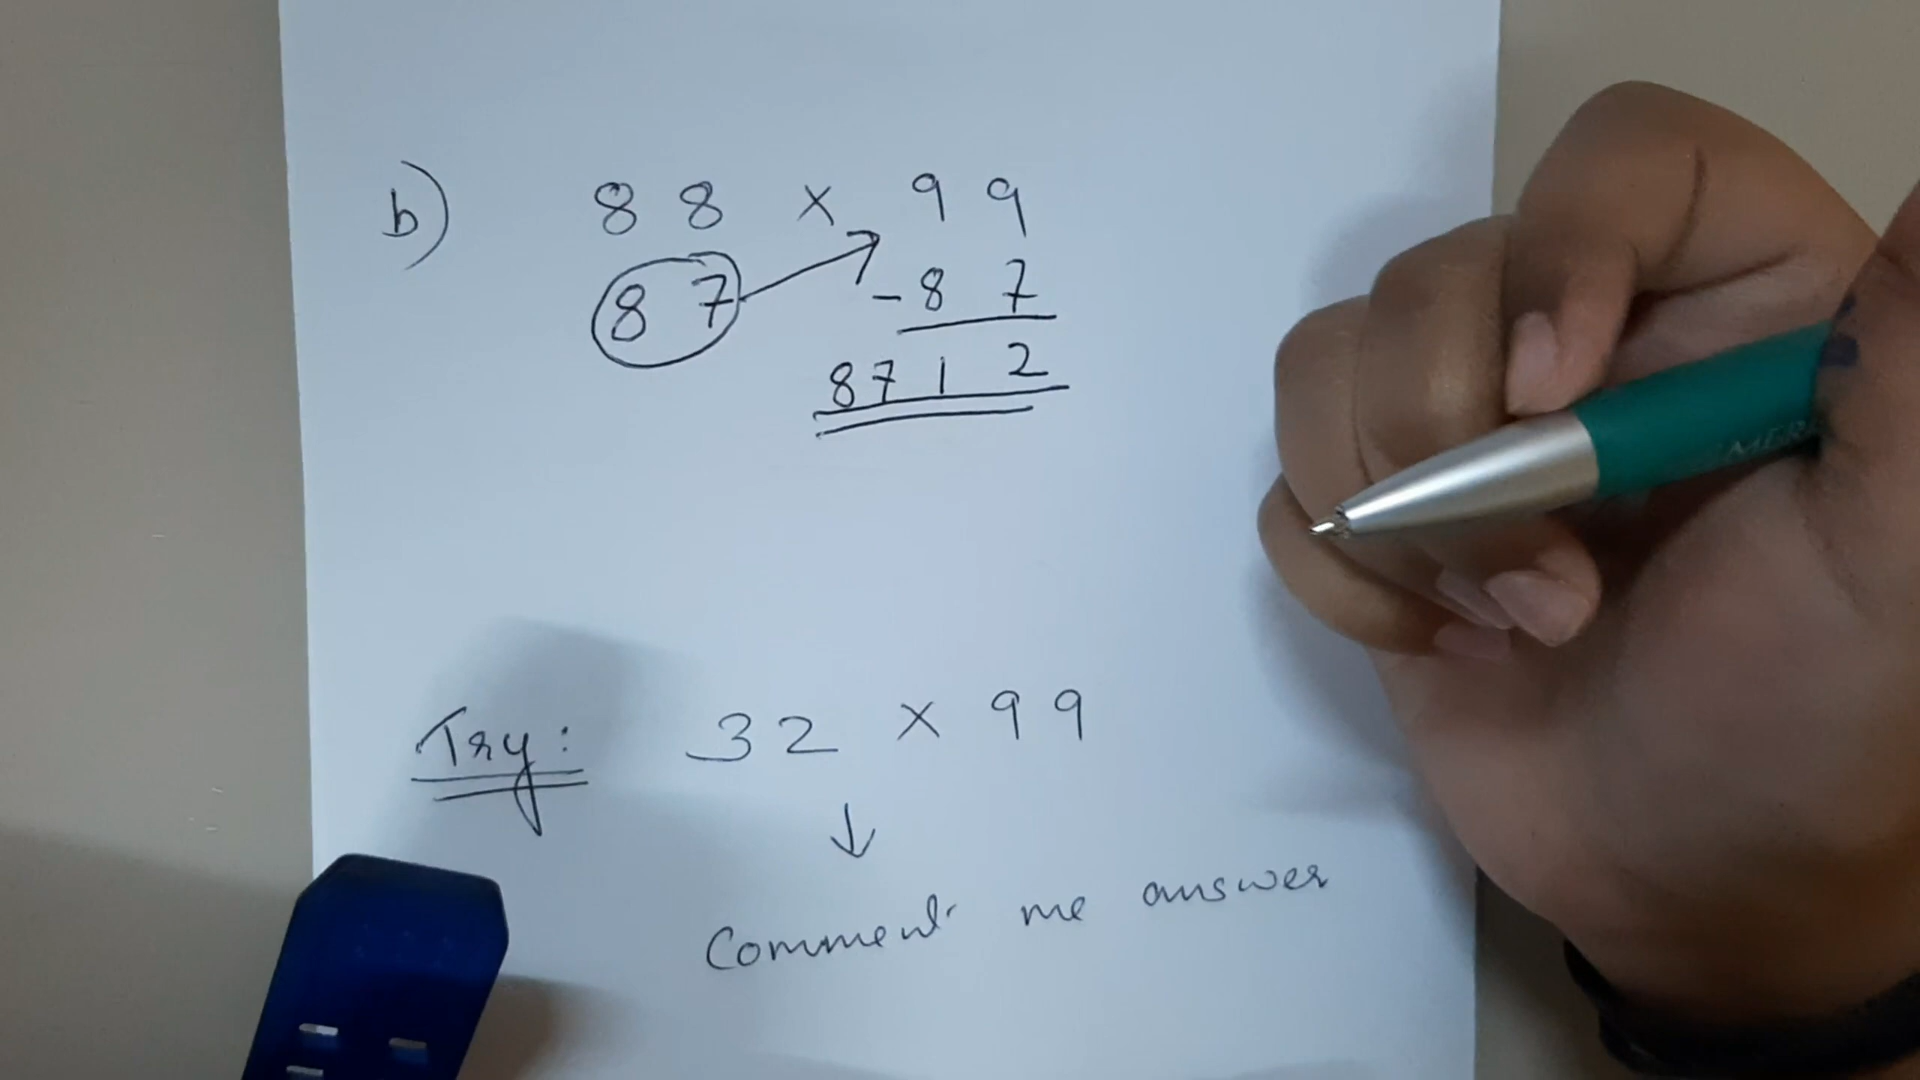 b) 88 x 99
87 - 87
8712
Try: 32 x 99
↓
Comment me answer